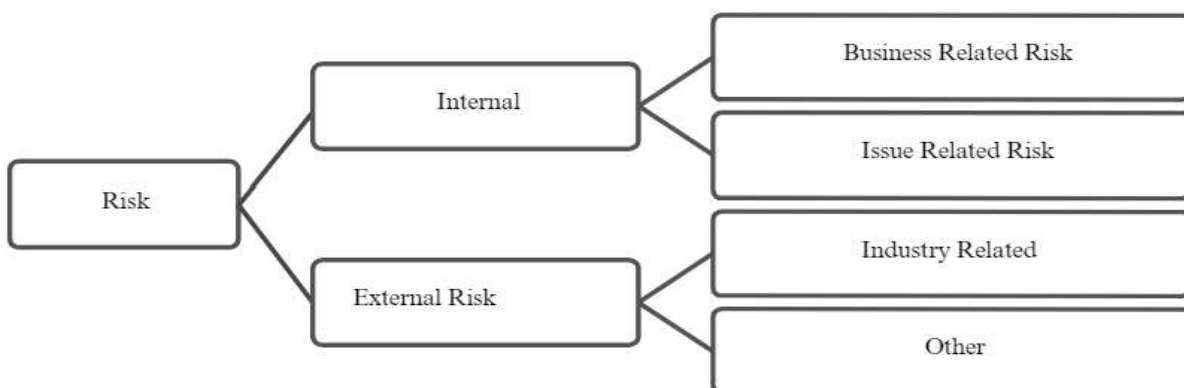 Risk
Internal
External Risk
Business Related Risk
Issue Related Risk
Industry Related
Other